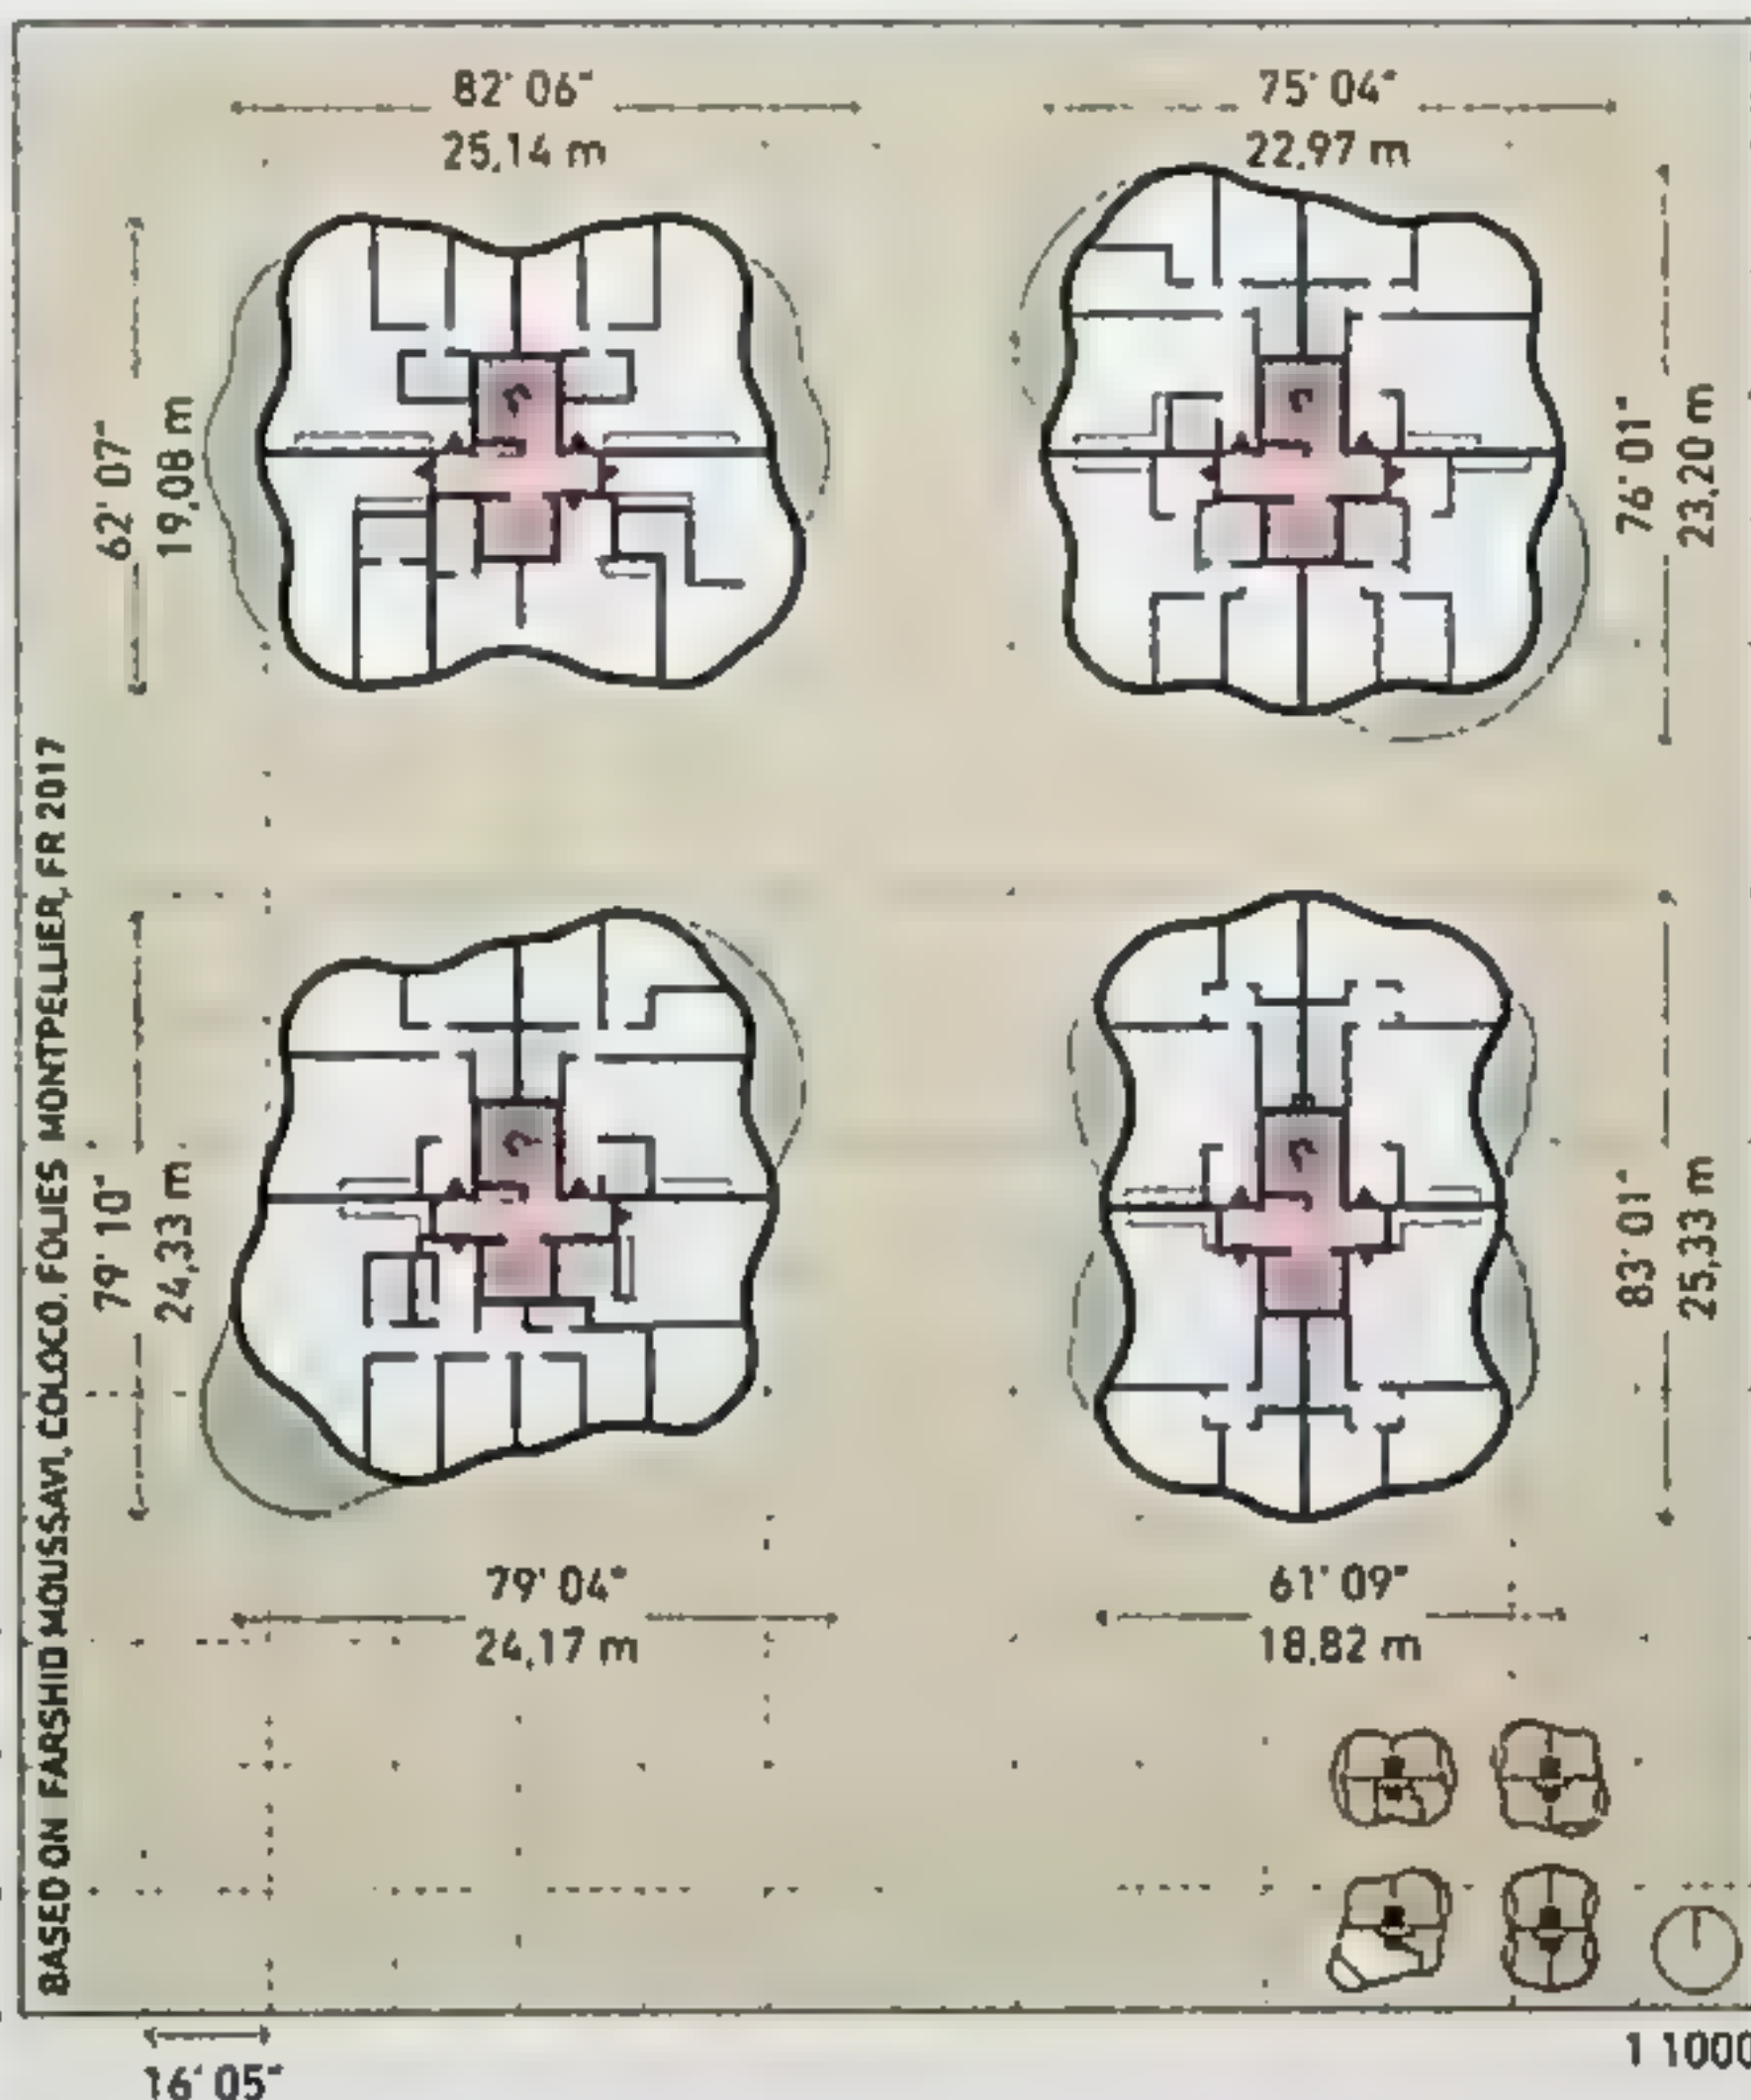 82' 06"
25,14 m
75' 04"
22,97 m
62' 07"
19,08 m
76' 01"
23,20 m
BASED ON FARSHID MOUSSAVI, COLOCO. FOLIES MONTPELLIER, FR 2017
79' 10"
24,33 m
83' 01"
25,33 m
79' 04"
24,17 m
61' 09"
18,82 m
16' 05"
1 1000